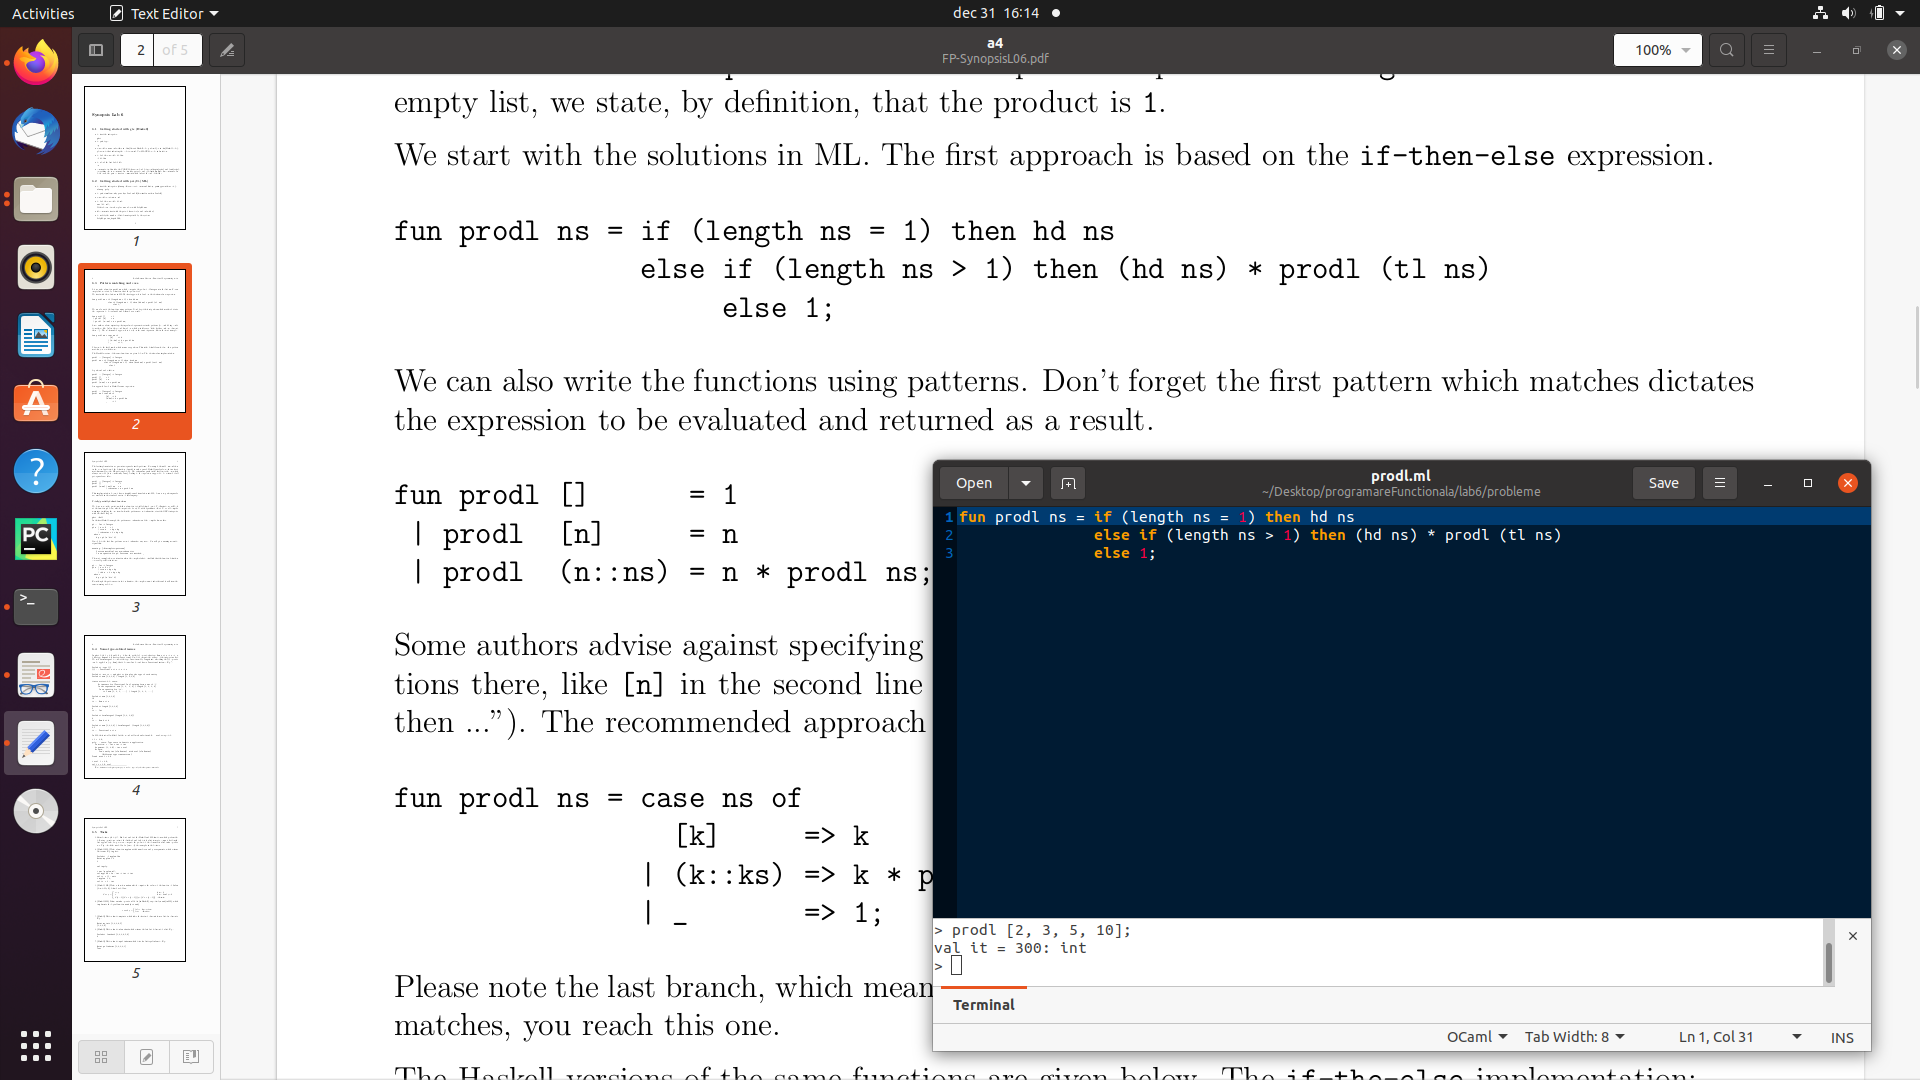 Activities
Text Editor
dec 31 16:14
2
of 5
a4
FP-SynopsisL06.pdf
100%
1
2
3
4
5
empty list, we state, by definition, that the product is 1.
We start with the solutions in ML. The first approach is based on the if-then-else expression.
fun prodl ns = if (length ns = 1) then hd ns
else if (length ns > 1) then (hd ns) * prodl (tl ns)
else 1;
We can also write the functions using patterns. Don't forget the first pattern which matches dictates
the expression to be evaluated and returned as a result.
fun prodl [] = 1
| prodl [n] = n
| prodl (n::ns) = n * prodl ns;
Some authors advise against specifying
tions there, like [n] in the second line
then ...”). The recommended approach
fun prodl ns = case ns of
[k] => k
| (k::ks) => k * p
| _ => 1;
Please note the last branch, which mean
matches, you reach this one.
The Haskell versions of the same functions are given below. The if-the-else implementation:
Open
prodl.ml
~/Desktop/programareFunctionala/lab6/probleme
Save
1 fun prodl ns = if (length ns = 1) then hd ns
2 else if (length ns > 1) then (hd ns) * prodl (tl ns)
3 else 1;
> prodl [2, 3, 5, 10];
val it = 300: int
>
Terminal
OCaml
Tab Width: 8
Ln 1, Col 31
INS